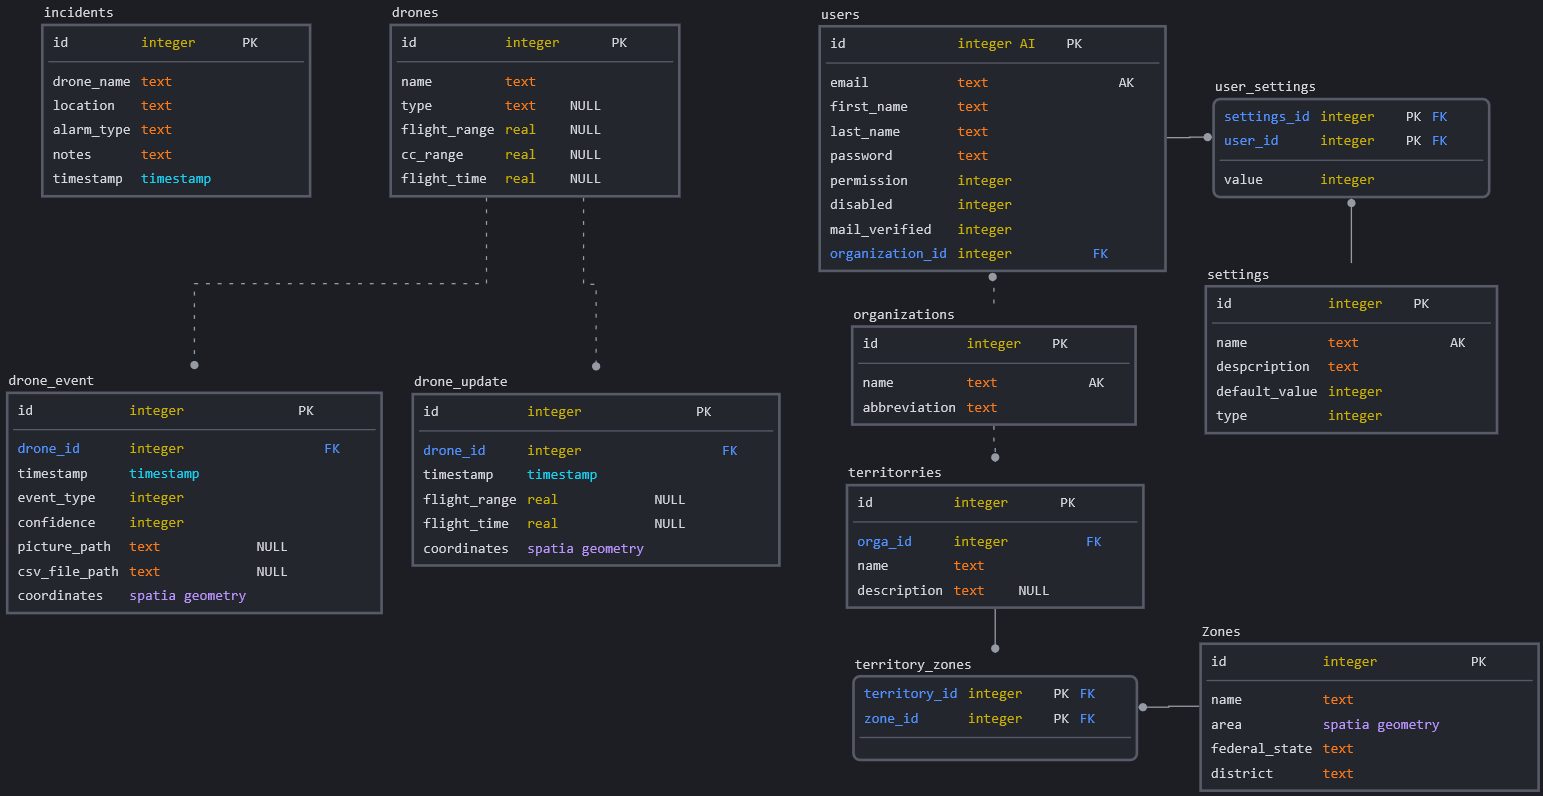 incidents
id integer PK
drone_name text
location text
alarm_type text
notes text
timestamp timestamp
drones
id integer PK
name text
type text NULL
flight_range real NULL
cc_range real NULL
flight_time real NULL
users
id integer AI PK
email text AK
first_name text
last_name text
password text
permission integer
disabled integer
mail_verified integer
organization_id integer FK
user_settings
settings_id integer PK FK
user_id integer PK FK
value integer
settings
id integer PK
name text AK
despcription text
default_value integer
type integer
organizations
id integer PK
name text AK
abbreviation text
drone_event
id integer PK
drone_id integer FK
timestamp timestamp
event_type integer
confidence integer
picture_path text NULL
csv_file_path text NULL
coordinates spatia geometry
drone_update
id integer PK
drone_id integer FK
timestamp timestamp
flight_range real NULL
flight_time real NULL
coordinates spatia geometry
territorries
id integer PK
orga_id integer FK
name text
description text NULL
territory_zones
territory_id integer PK FK
zone_id integer PK FK
Zones
id integer PK
name text
area spatia geometry
federal_state text
district text